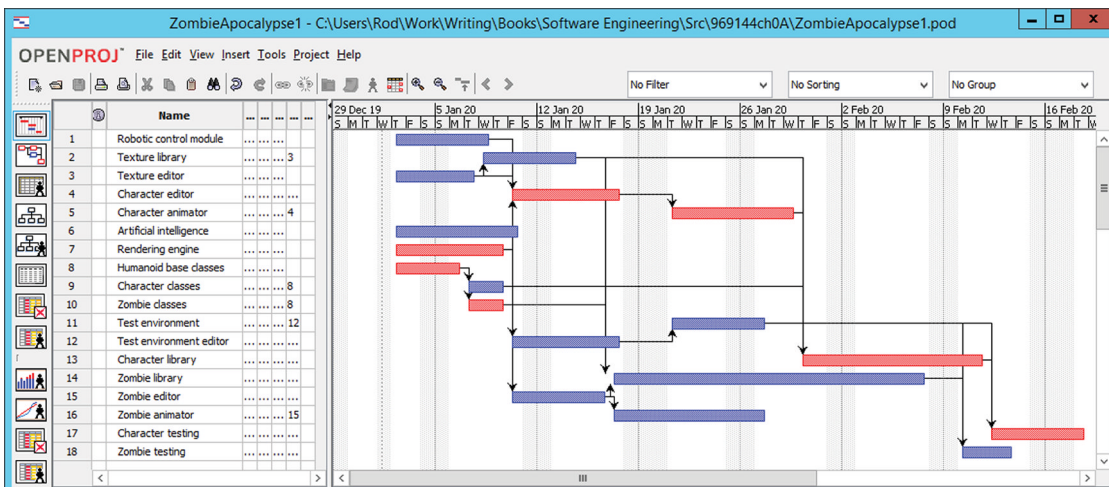 ZombieApocalypse1 - C:\Users\Rod\Work\Writing\Books\Software Engineering\Src\969144ch0A\ZombieApocalypse1.pod
OPENPROJ™ File Edit View Insert Tools Project Help
No Filter No Sorting No Group
Name ... ... ... ... 29 Dec 19 5 Jan 20 12 Jan 20 19 Jan 20 26 Jan 20 2 Feb 20 9 Feb 20 16 Feb 20
S M T W T F S S M T W T F S S M T W T F S S M T W T F S S M T W T F S S M T W T F S S M T W T F S S M T W
1 Robotic control module ... ... ...
2 Texture library ... ... ... 3
3 Texture editor ... ... ...
4 Character editor ... ... ... ...
5 Character animator ... ... ... 4
6 Artificial intelligence ... ... ...
7 Rendering engine ... ... ...
8 Humanoid base classes ... ... ...
9 Character classes ... ... ... 8
10 Zombie classes ... ... ... 8
11 Test environment ... ... ... 12
12 Test environment editor ... ... ... ...
13 Character library ... ... ... ...
14 Zombie library ... ... ... ...
15 Zombie editor ... ... ... ...
16 Zombie animator ... ... ... 15
17 Character testing ... ... ... ...
18 Zombie testing ... ... ... ...